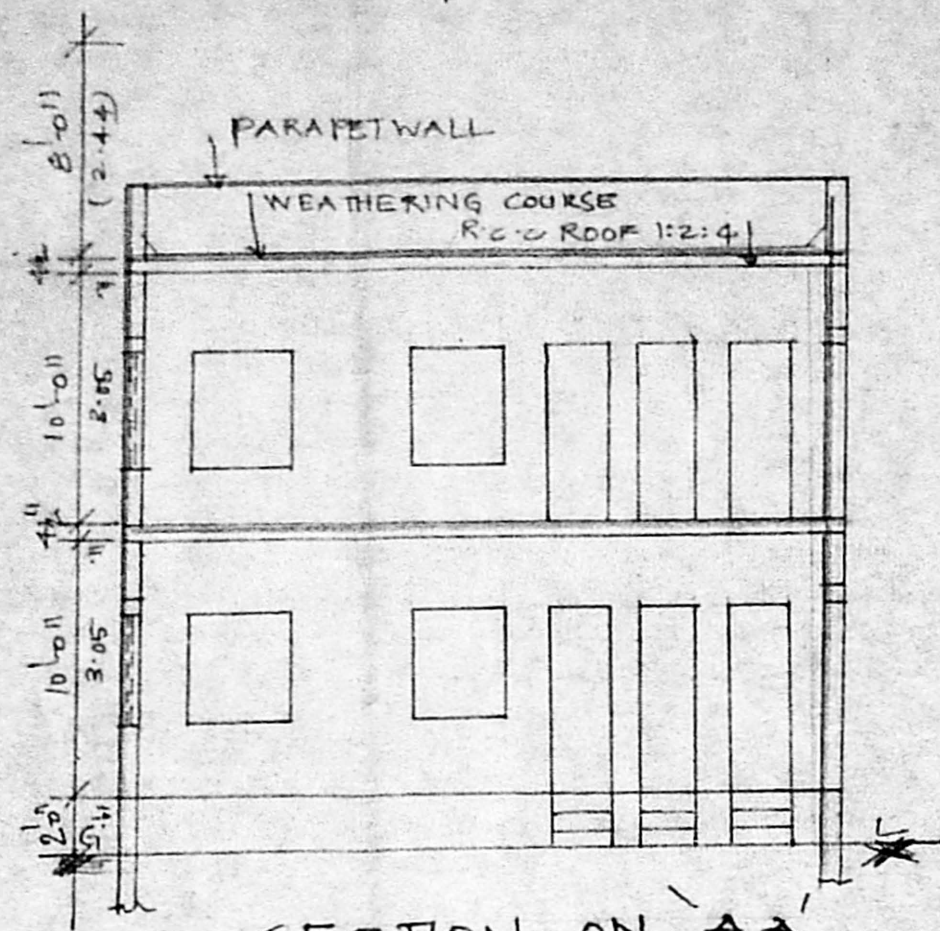 8'-0"
(2.44)
PARAPET WALL
WEATHERING COURSE
R.C.C ROOF 1:2:4
10'-0"
3.05
4"
10'-0"
3.05
2'-0"
SECTION ON AA